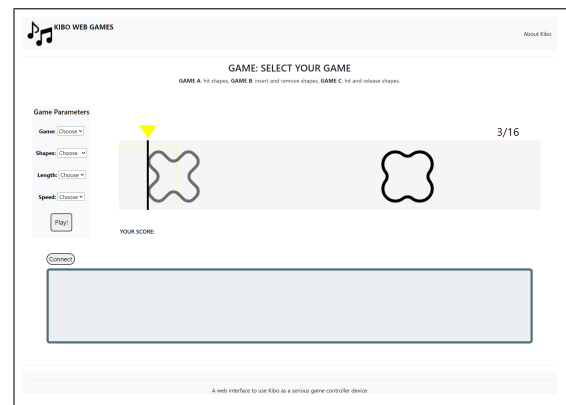 KIBO WEB GAMES
About Kibo
GAME: SELECT YOUR GAME
GAME A: hit shapes, GAME B: insert and remove shapes, GAME C: hit and release shapes.
Game Parameters
Game: Choose
Shapes: Choose
Length: Choose
Speed: Choose
Play!
3/16
YOUR SCORE:
Connect
A web interface to use Kibo as a serious game controller device